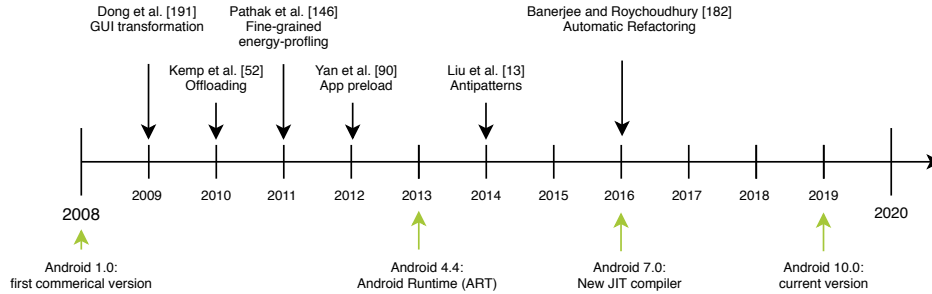 Dong et al. [191]
GUI transformation
Pathak et al. [146]
Fine-grained
energy-profling
Banerjee and Roychoudhury [182]
Automatic Refactoring
Kemp et al. [52]
Offloading
Yan et al. [90]
App preload
Liu et al. [13]
Antipatterns
2008
2009
2010
2011
2012
2013
2014
2015
2016
2017
2018
2019
2020
Android 1.0:
first commerical version
Android 4.4:
Android Runtime (ART)
Android 7.0:
New JIT compiler
Android 10.0:
current version